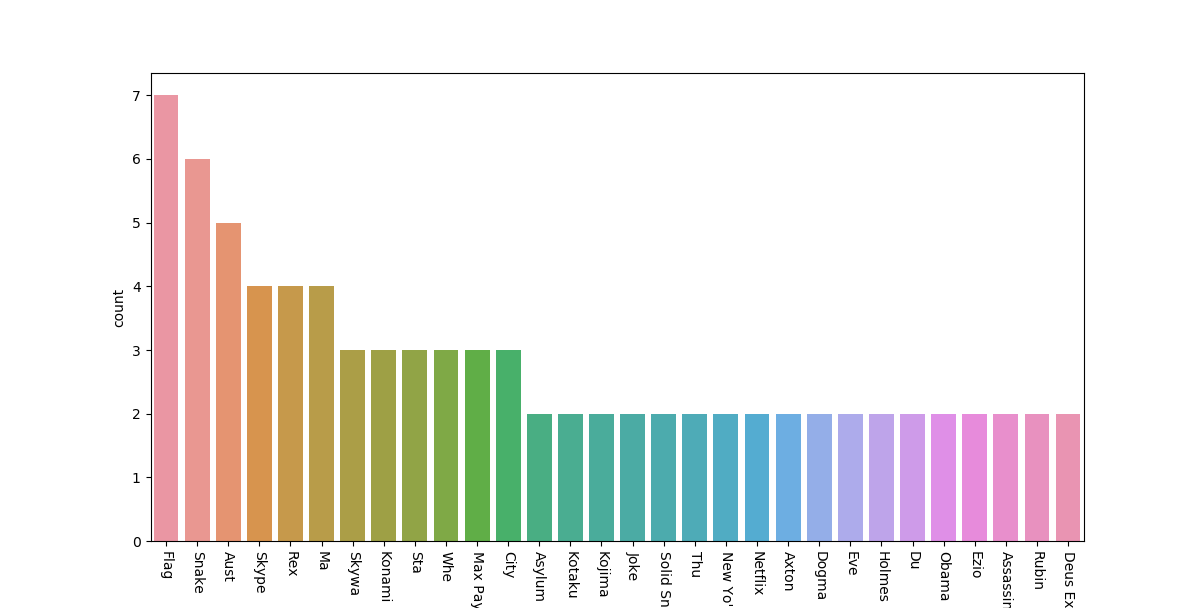 7
6
5
4
3
2
1
0
count
Flag
Snake
Aust
Skype
Rex
Ma
Skywa
Konami
Sta
Whe
Max Pay
City
Asylum
Kotaku
Kojima
Joke
Solid Sn
Thu
New Yo'
Netflix
Axton
Dogma
Eve
Holmes
Du
Obama
Ezio
Assassin
Rubin
Deus Ex